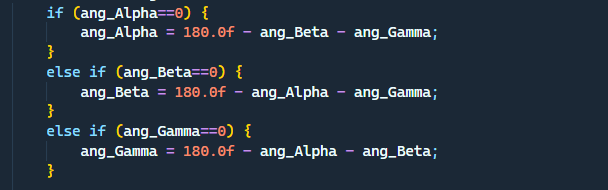 if (ang_Alpha==0) {
    ang_Alpha = 180.0f - ang_Beta - ang_Gamma;
}
else if (ang_Beta==0) {
    ang_Beta = 180.0f - ang_Alpha - ang_Gamma;
}
else if (ang_Gamma==0) {
    ang_Gamma = 180.0f - ang_Alpha - ang_Beta;
}